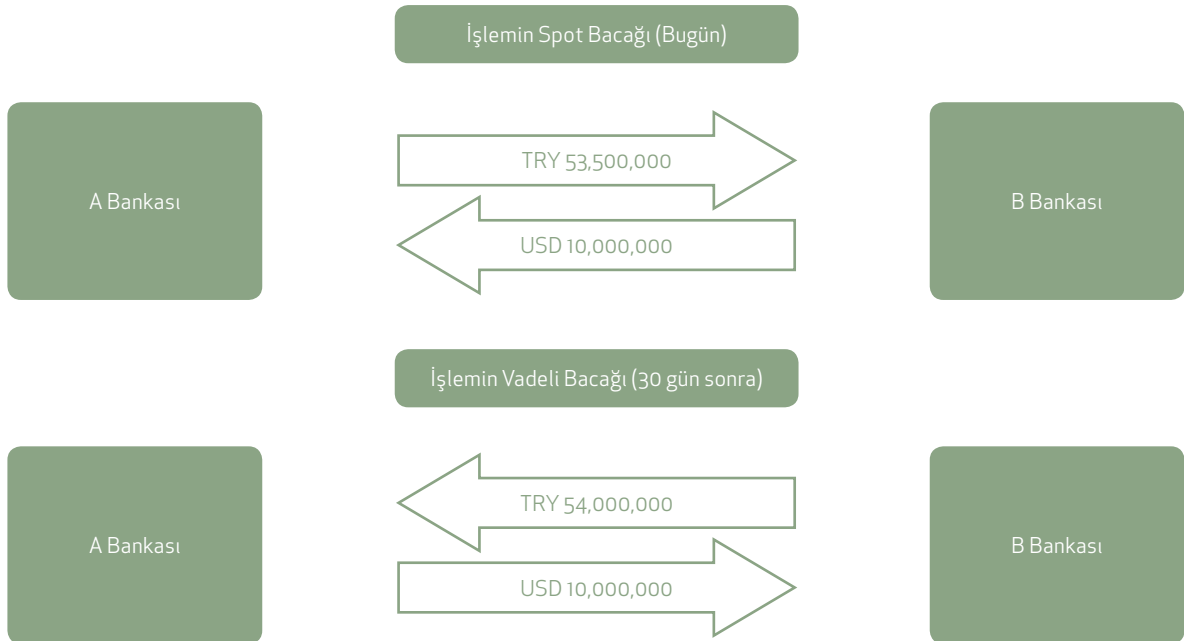 İşlemin Spot Bacağı (Bugün)
A Bankası
TRY 53,500,000
USD 10,000,000
B Bankası
İşlemin Vadeli Bacağı (30 gün sonra)
A Bankası
TRY 54,000,000
USD 10,000,000
B Bankası